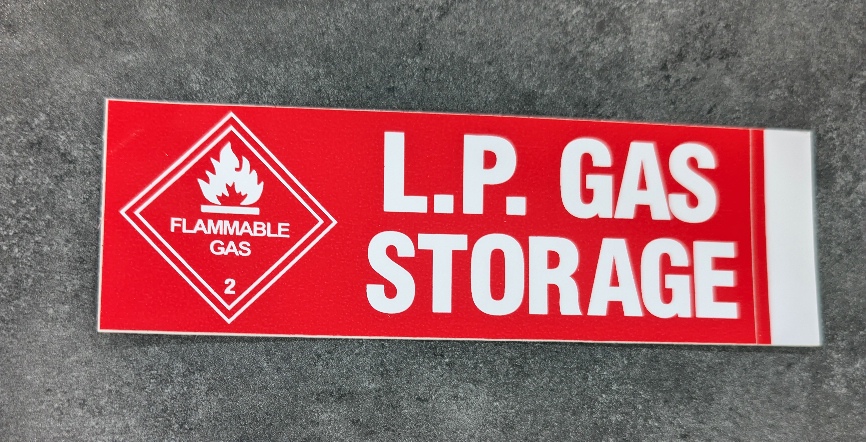 FLAMMABLE
GAS
2
L.P. GAS
STORAGE